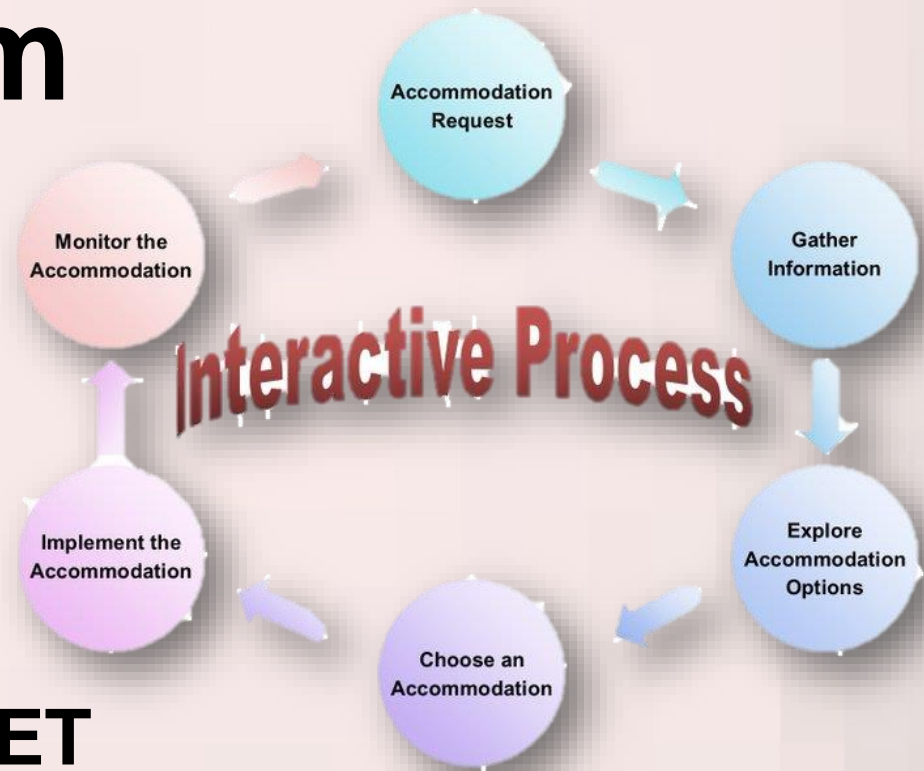 m
Accommodation
Request
Gather
Information
Explore
Accommodation
Options
Choose an
Accommodation
Implement the
Accommodation
Monitor the
Accommodation
Interactive Process
ET